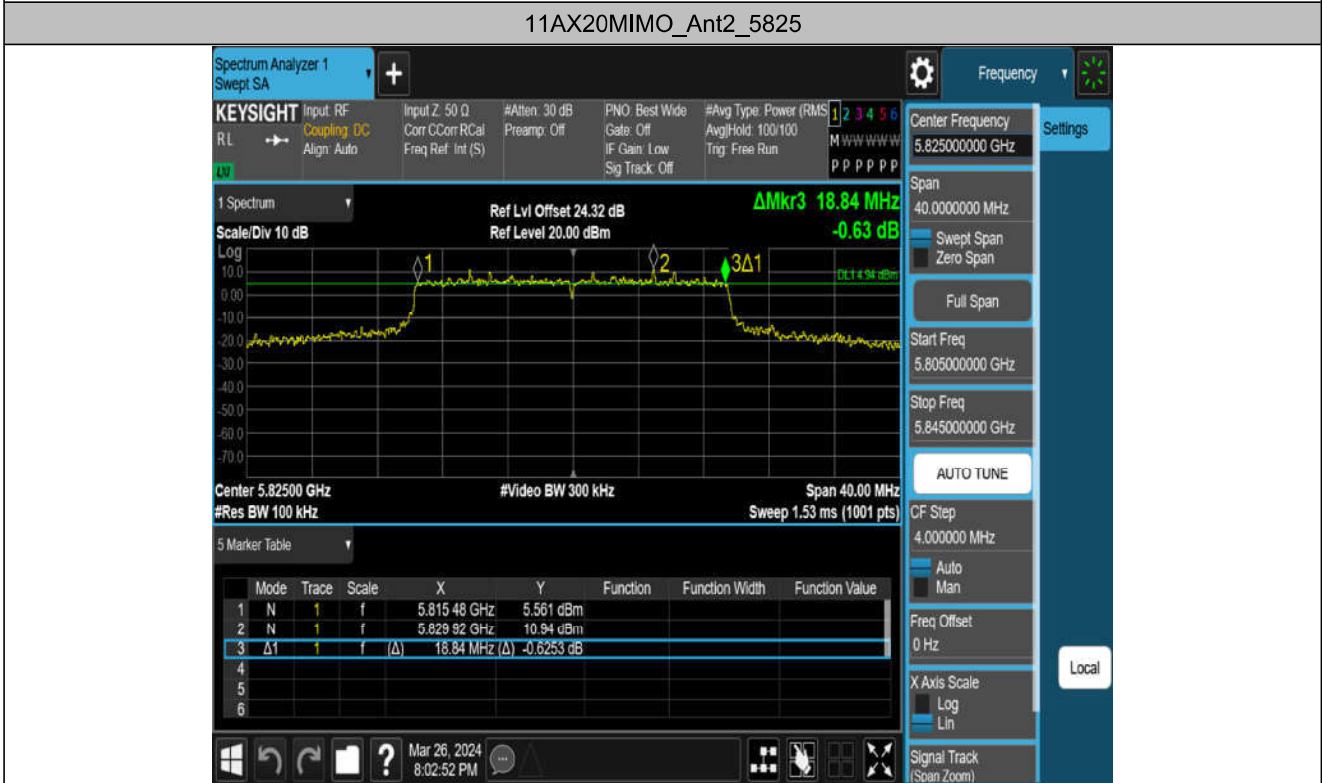 11AX20MIMO_Ant2_5825
Spectrum Analyzer 1
Swept SA
+
Frequency
KEYSIGHT
RL
LXI
Input: RF
Coupling: DC
Align: Auto
Input Z: 50 Ω
Corr CCorr RCal
Freq Ref: Int (S)
#Atten: 30 dB
Preamp: Off
PNO: Best Wide
Gate: Off
IF Gain: Low
Sig Track: Off
#Avg Type: Power (RMS
Avg|Hold: 100/100
Trig: Free Run
1 2 3 4 5 6
M W W W W W
P P P P P P
Center Frequency
5.825000000 GHz
Settings
1 Spectrum
Scale/Div 10 dB
Ref Lvl Offset 24.32 dB
Ref Level 20.00 dBm
ΔMkr3 18.84 MHz
-0.63 dB
Log
10.0
0.00
-10.0
-20.0
-30.0
-40.0
-50.0
-60.0
-70.0
1
2
3Δ1
DL1 4.94 dBm
Center 5.82500 GHz
#Res BW 100 kHz
#Video BW 300 kHz
Span 40.00 MHz
Sweep 1.53 ms (1001 pts)
Span
40.0000000 MHz
Swept Span
Zero Span
Full Span
Start Freq
5.805000000 GHz
Stop Freq
5.845000000 GHz
AUTO TUNE
CF Step
4.000000 MHz
Auto
Man
Freq Offset
0 Hz
X Axis Scale
Log
Lin
Signal Track
(Span Zoom)
Local
5 Marker Table
Mode Trace Scale X Y Function Function Width Function Value
1 N 1 f 5.815 48 GHz 5.561 dBm
2 N 1 f 5.829 92 GHz 10.94 dBm
3 Δ1 1 f (Δ) 18.84 MHz (Δ) -0.6253 dB
4
5
6
?
Mar 26, 2024
8:02:52 PM